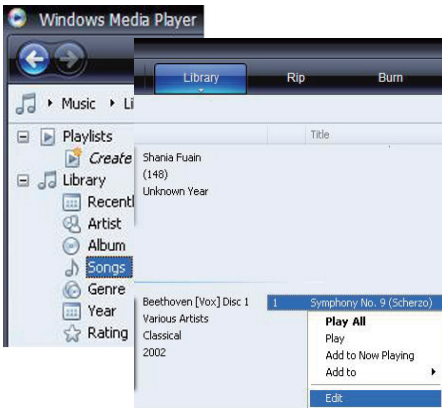 Windows Media Player
Music Li
Playlists
Create
Library
Recentl
Artist
Album
Songs
Genre
Year
Rating
Library Rip Burn
Title
Shania Fuain
(148)
Unknown Year
Beethoven [Vox] Disc 1 1 Symphony No. 9 (Scherzo)
Various Artists
Classical
2002
Play All
Play
Add to Now Playing
Add to
Edit